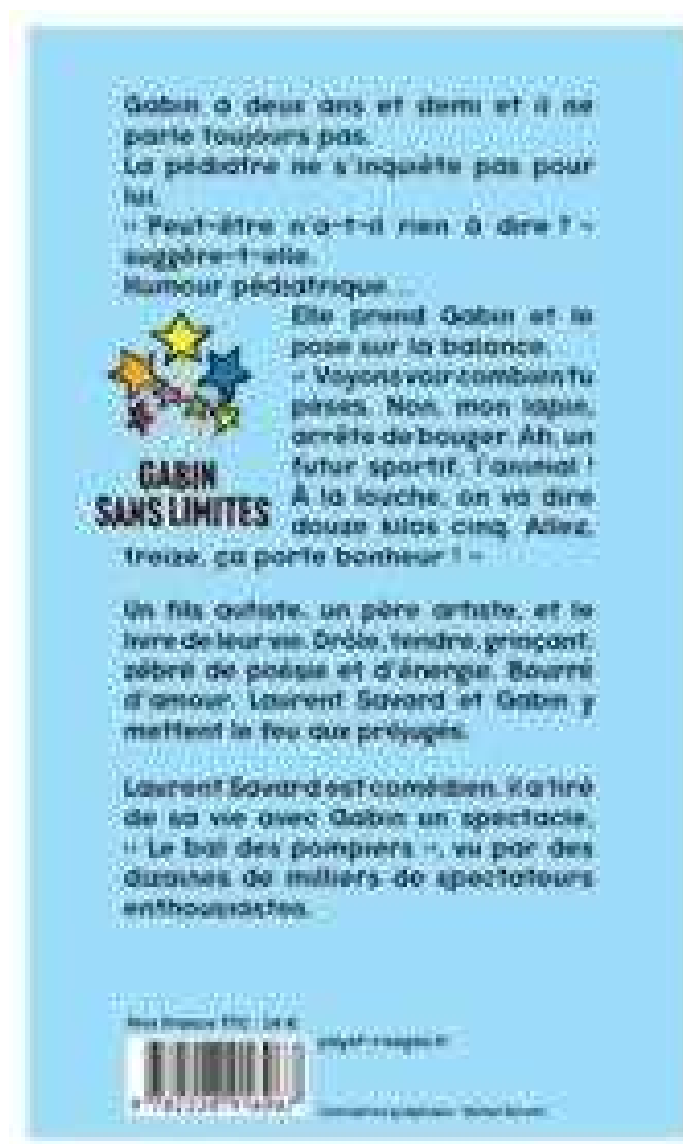 Gabin a deux ans et demi et il ne
parle toujours pas.
La pédiatre ne s'inquiète pas pour
lui.
« Peut-être n'a-t-il rien à dire ? »
suggère-t-elle.
Humour pédiatrique...
Elle prend Gabin et le
pose sur la balance.
« Voyons voir combien tu
pèses. Non, mon lapin,
arrête de bouger. Ah, un
futur sportif, l'animal !
À la louche, on va dire
douze kilos cinq. Allez,
treize, ça porte bonheur ! »
GABIN
SANS LIMITES
Un fils autiste, un père artiste, et le
livre de leur vie. Drôle, tendre, grinçant,
zébré de poésie et d'énergie. Bourré
d'amour. Laurent Savard et Gabin y
mettent le feu aux préjugés.
Laurent Savard est comédien, il a tiré
de sa vie avec Gabin un spectacle,
« Le bal des pompiers », vu par des
dizaines de milliers de spectateurs
enthousiastes.
Prix France TTC
payot-rivages.fr